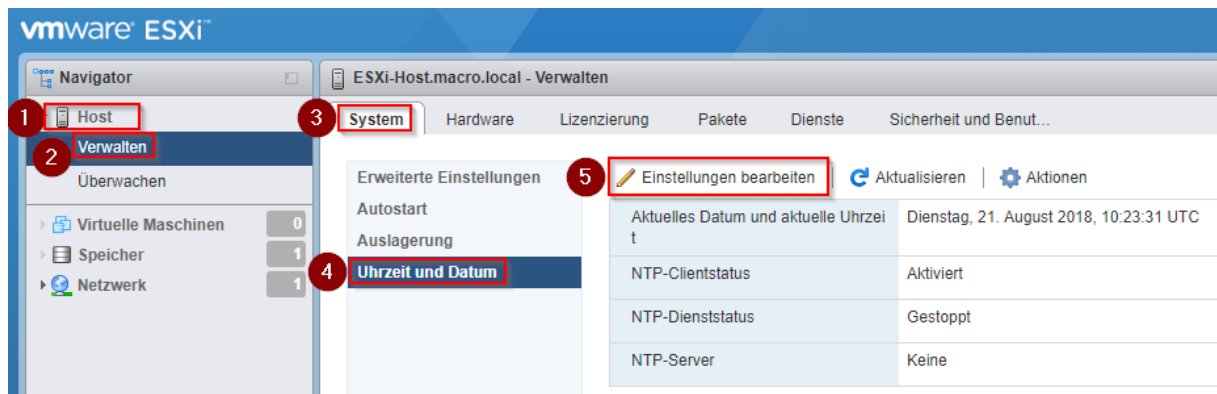 vmware ESXi™
Navigator
1 Host
2 Verwalten
Überwachen
Virtuelle Maschinen 0
Speicher 1
Netzwerk 1
ESXi-Host.macro.local - Verwalten
3 System Hardware Lizenzierung Pakete Dienste Sicherheit und Benut...
Erweiterte Einstellungen
Autostart
Auslagerung
4 Uhrzeit und Datum
5 Einstellungen bearbeiten Aktualisieren Aktionen
Aktuelles Datum und aktuelle Uhrzei Dienstag, 21. August 2018, 10:23:31 UTC
t
NTP-Clientstatus Aktiviert
NTP-Dienststatus Gestoppt
NTP-Server Keine